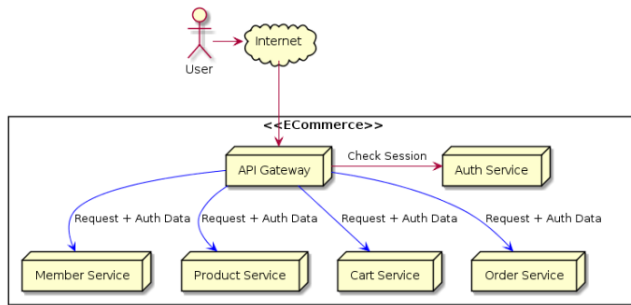 User
Internet
<<ECommerce>>
API Gateway
Check Session
Auth Service
Request + Auth Data
Request + Auth Data
Request + Auth Data
Request + Auth Data
Member Service
Product Service
Cart Service
Order Service